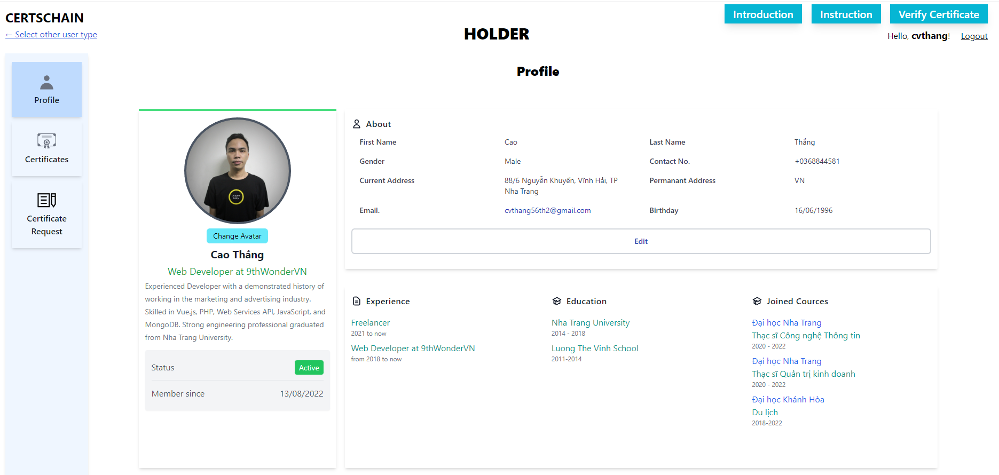 CERTSCHAIN
← Select other user type
Introduction
Instruction
Verify Certificate
HOLDER
Hello, cvthang!
Logout
Profile
Certificates
Certificate
Request
Profile
Change Avatar
Cao Thắng
Web Developer at 9thWonderVN
Experienced Developer with a demonstrated history of
working in the marketing and advertising industry.
Skilled in Vue.js, PHP, Web Services API, JavaScript, and
MongoDB. Strong engineering professional graduated
from Nha Trang University.
Status
Active
Member since
13/08/2022
About
First Name
Cao
Last Name
Thắng
Gender
Male
Contact No.
+0368844581
Current Address
88/6 Nguyễn Khuyến, Vĩnh Hải, TP
Nha Trang
Permanant Address
VN
Email.
cvthang56th2@gmail.com
Birthday
16/06/1996
Edit
Experience
Freelancer
2021 to now
Web Developer at 9thWonderVN
from 2018 to now
Education
Nha Trang University
2014 - 2018
Luong The Vinh School
2011-2014
Joined Cources
Đại học Nha Trang
Thạc sĩ Công nghệ Thông tin
2020 - 2022
Đại học Nha Trang
Thạc sĩ Quản trị kinh doanh
2020 - 2022
Đại học Khánh Hòa
Du lịch
2018-2022